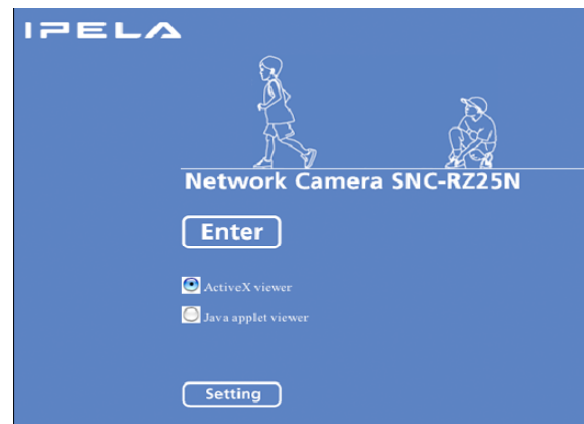 IPELA
Network Camera SNC-RZ25N
Enter
ActiveX viewer
Java applet viewer
Setting